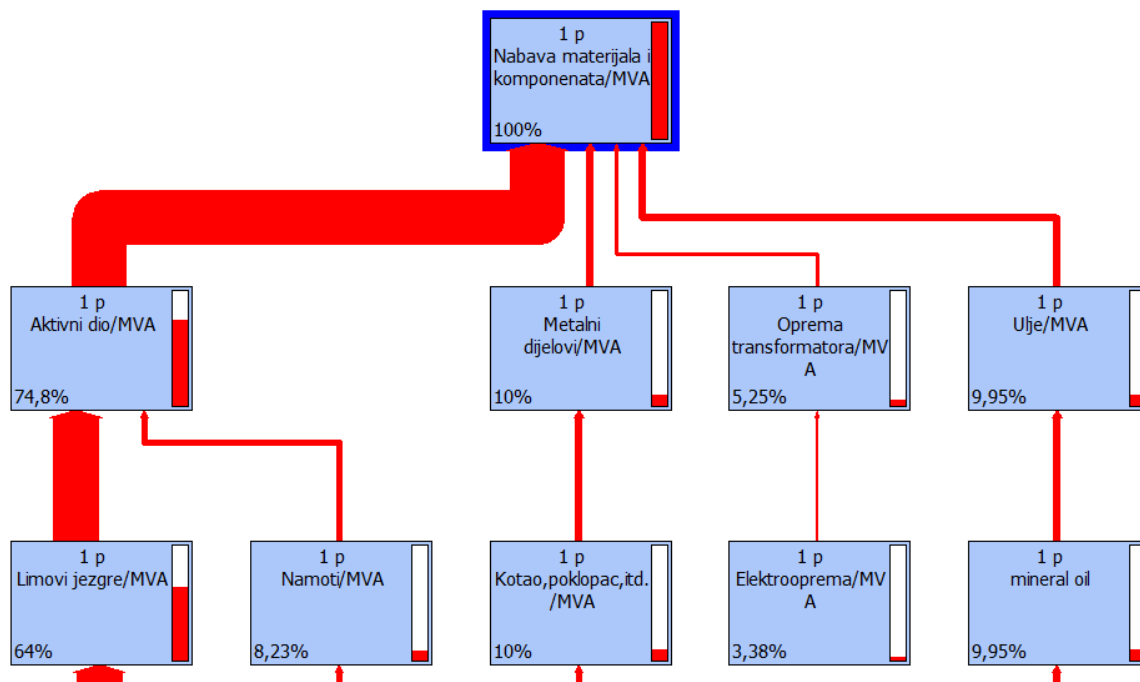 1 p
Nabava materijala i
komponenata/MVA
100%
1 p
Aktivni dio/MVA
74,8%
1 p
Metalni
dijelovi/MVA
10%
1 p
Oprema
transformatora/MV
A
5,25%
1 p
Ulje/MVA
9,95%
1 p
Limovi jezgre/MVA
64%
1 p
Namoti/MVA
8,23%
1 p
Kotao,poklopac,itd.
/MVA
10%
1 p
Elektrooprema/MV
A
3,38%
1 p
mineral oil
9,95%